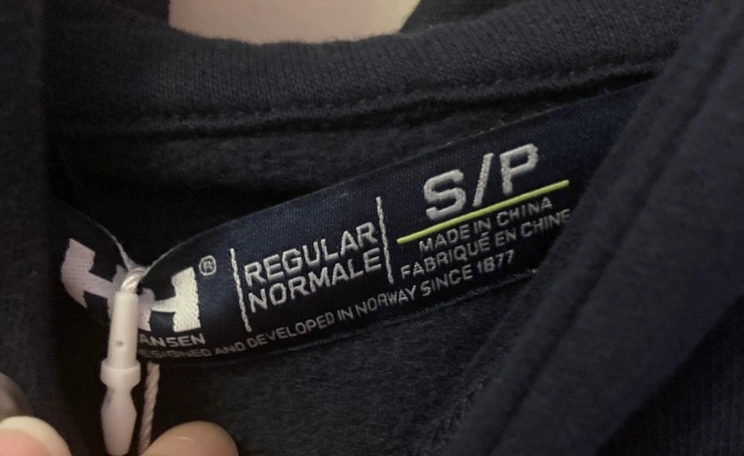 HH®
ANSEN
REGULAR
NORMALE
S/P
MADE IN CHINA
FABRIQUÉ EN CHINE
DESIGNED AND DEVELOPED IN NORWAY SINCE 1877